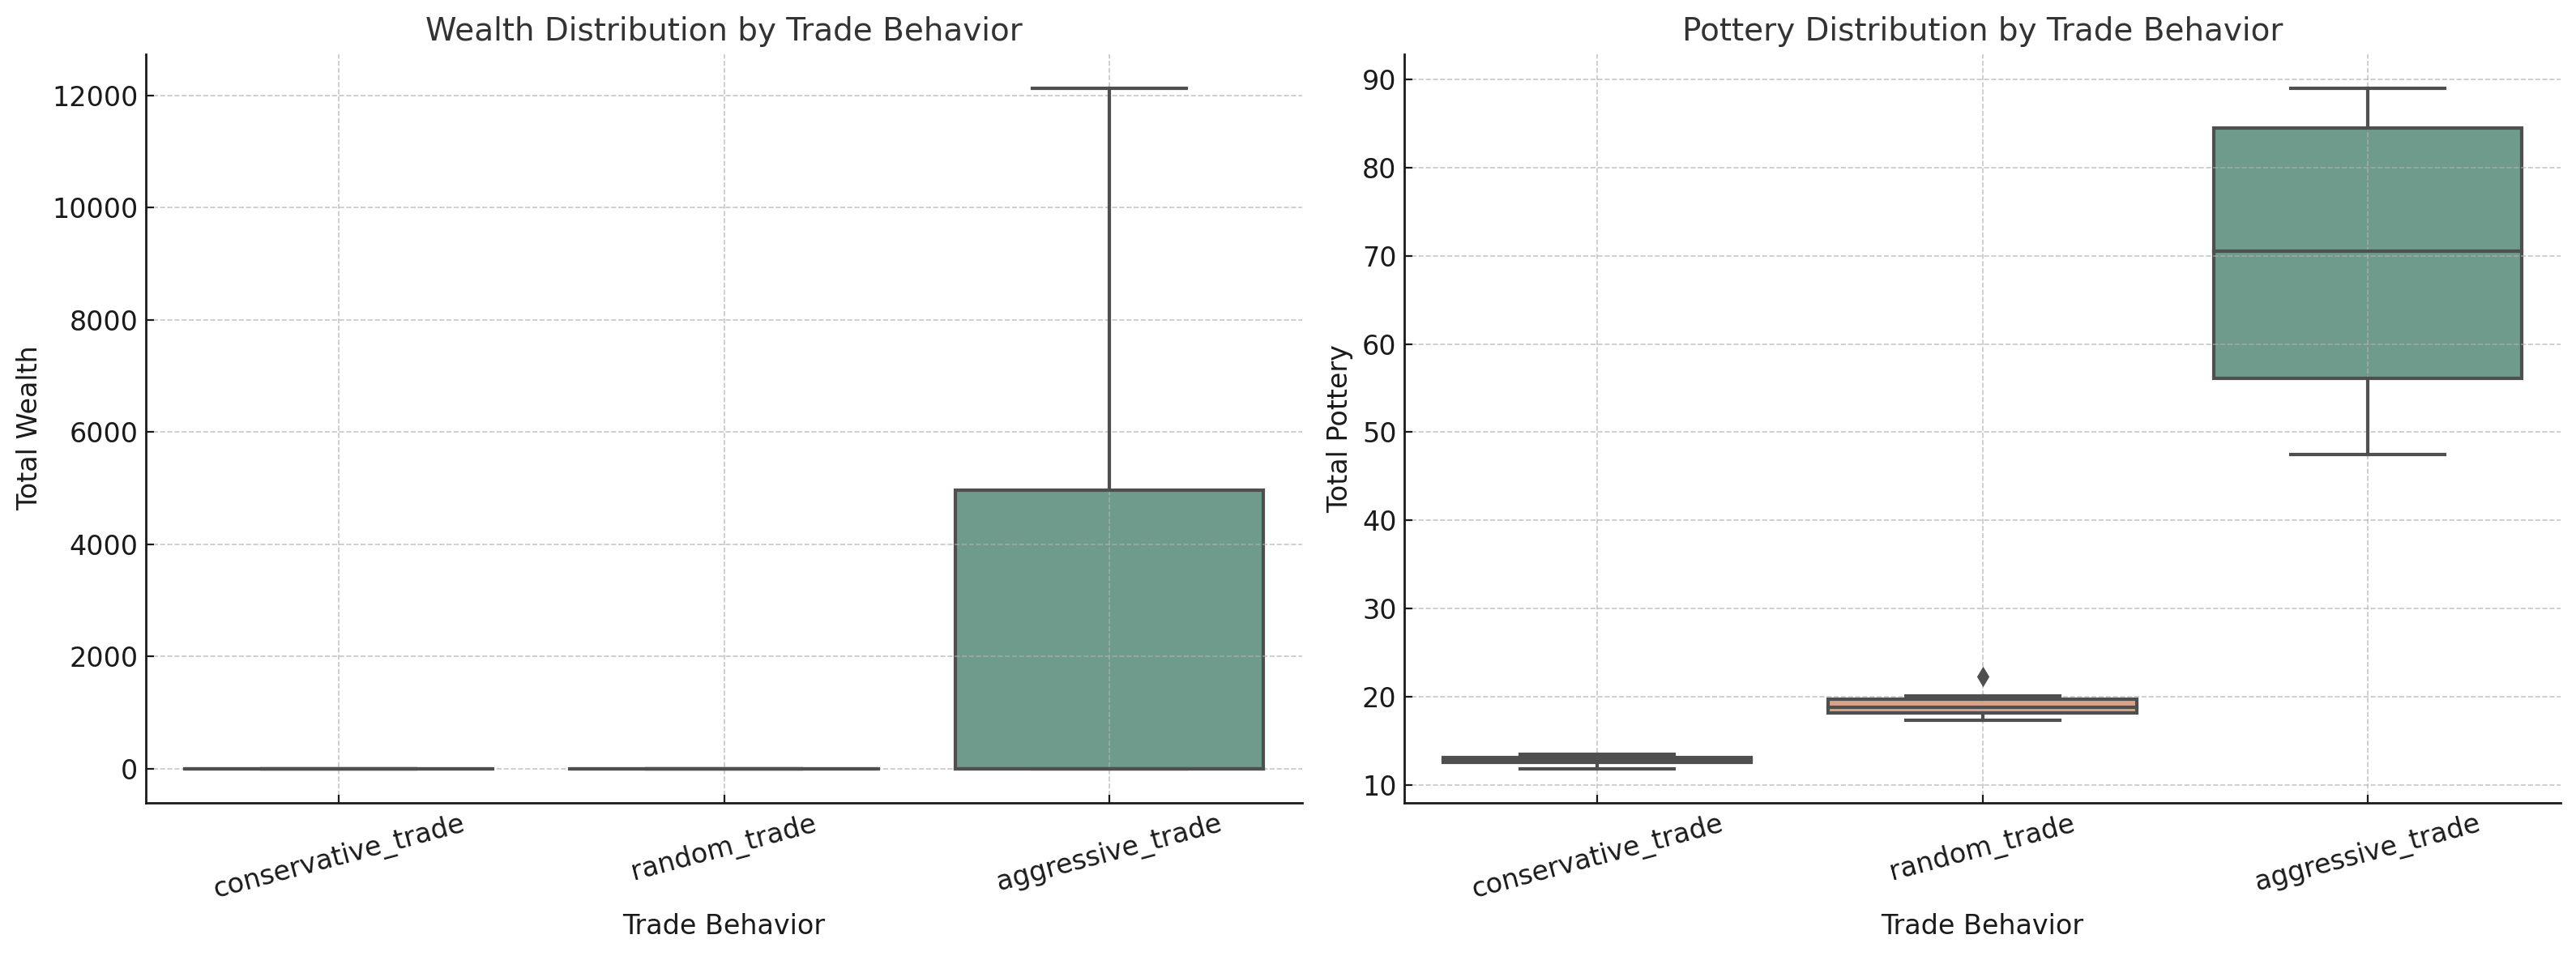 Wealth Distribution by Trade Behavior
12000
10000
8000
6000
4000
2000
0
Total Wealth
conservative_trade
random_trade
aggressive_trade
Trade Behavior
Pottery Distribution by Trade Behavior
90
80
70
60
50
40
30
20
10
Total Pottery
conservative_trade
random_trade
aggressive_trade
Trade Behavior